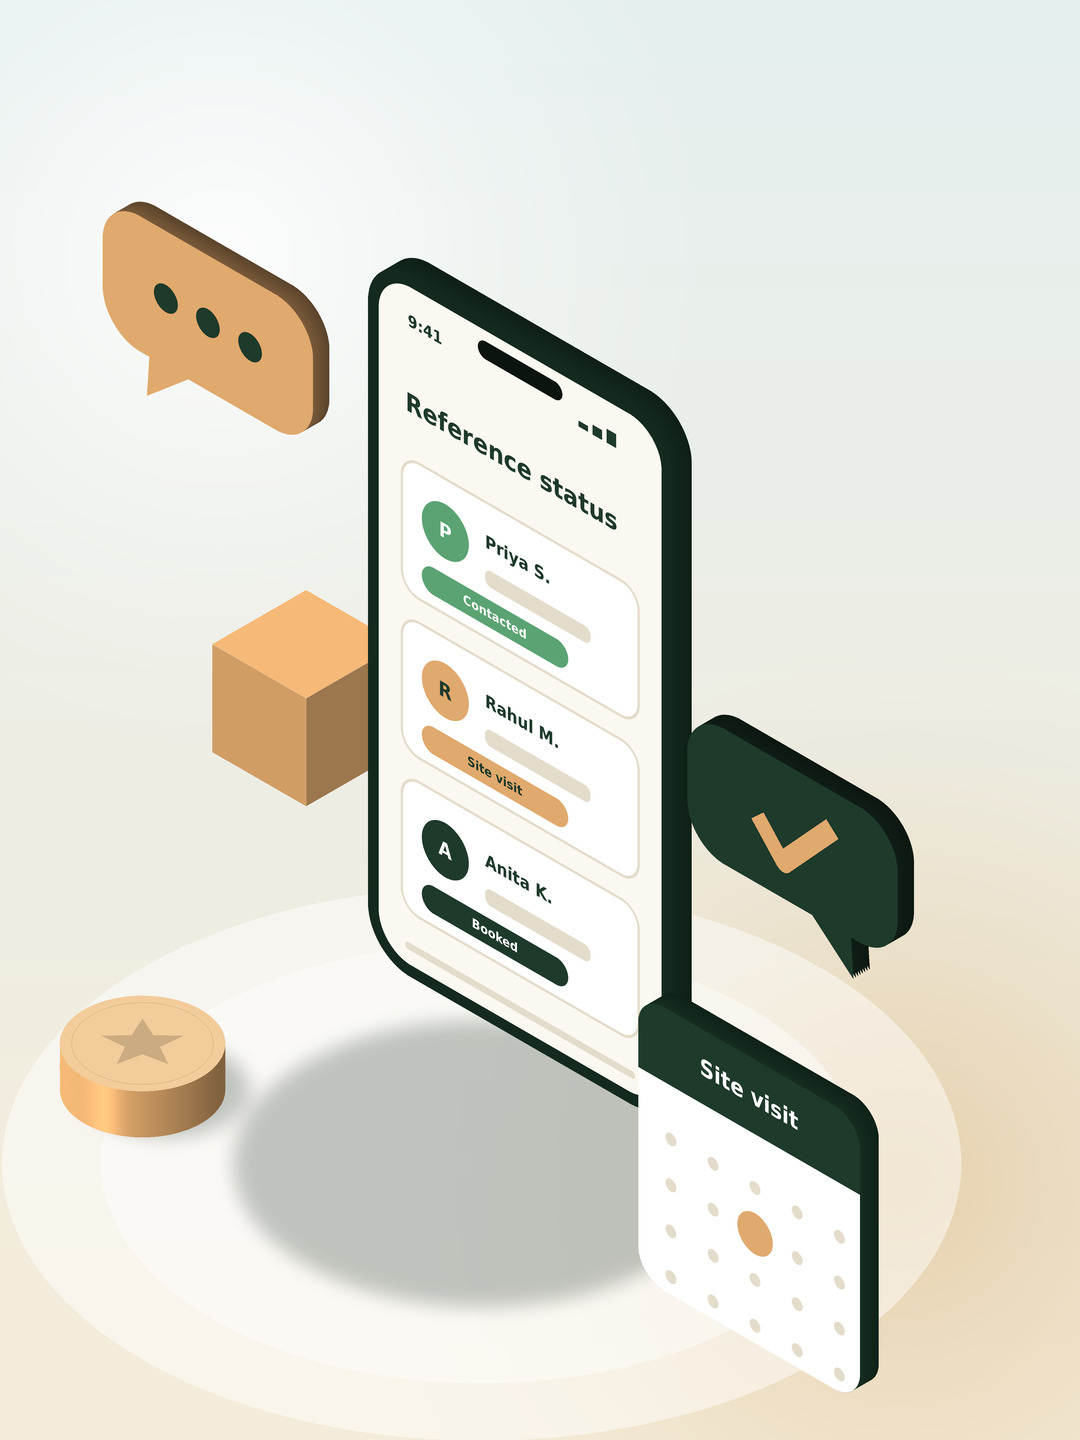 9:41
Reference status
P
Priya S.
Contacted
R
Rahul M.
Site visit
A
Anita K.
Booked
Site visit